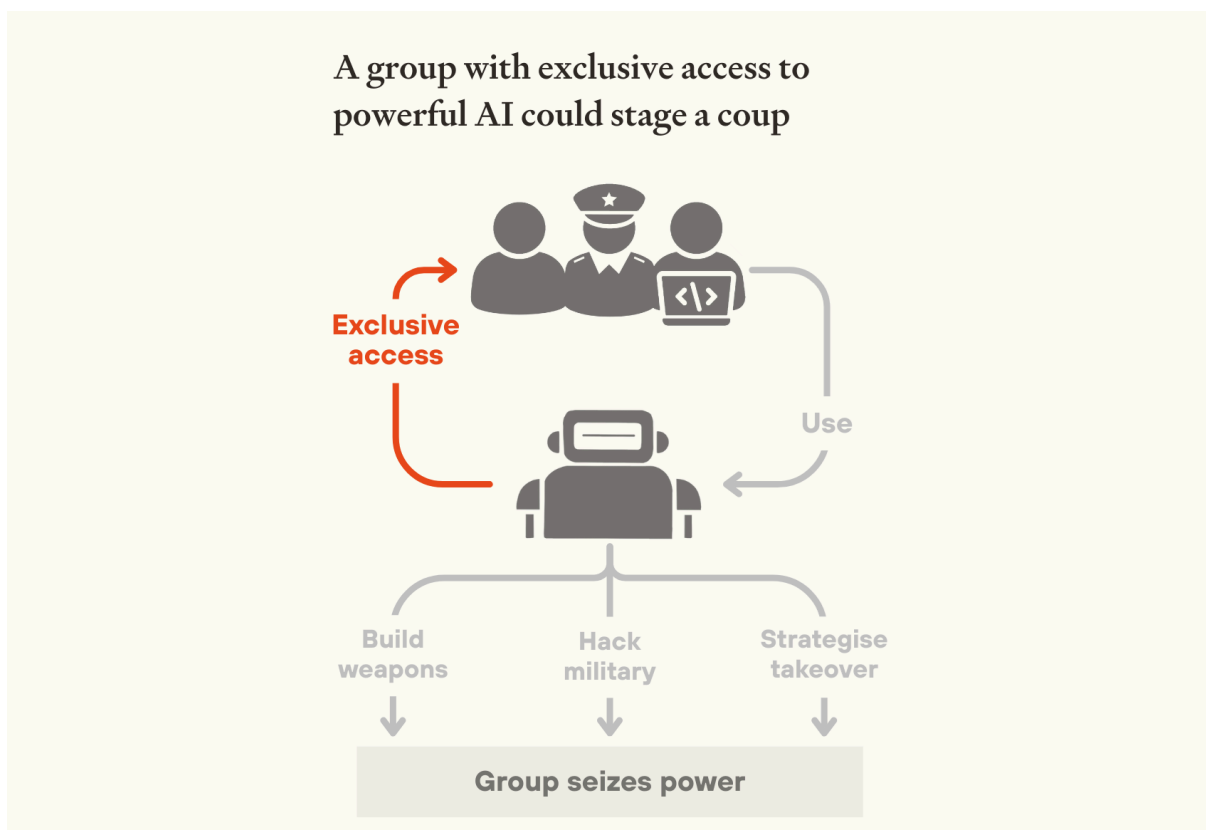 A group with exclusive access to
powerful AI could stage a coup
</>
Exclusive
access
Use
Build
weapons
Hack
military
Strategise
takeover
Group seizes power